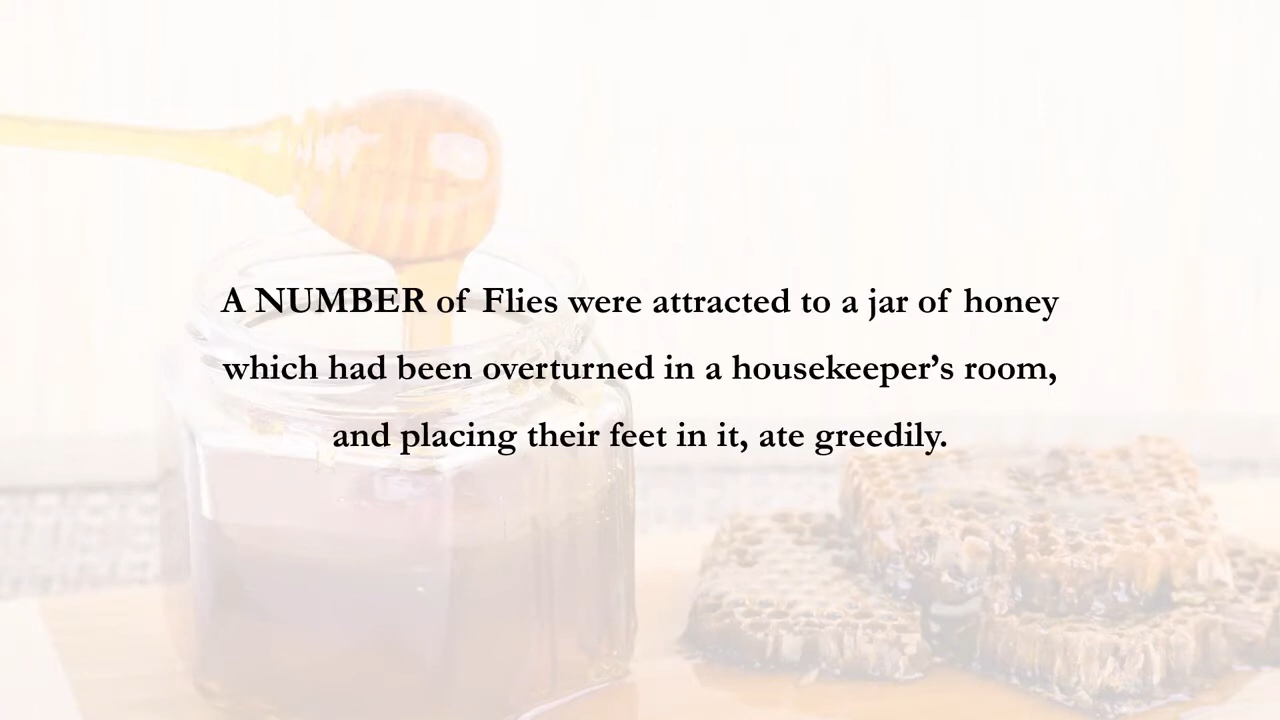 A NUMBER of Flies were attracted to a jar of honey
which had been overturned in a housekeeper’s room,
and placing their feet in it, ate greedily.